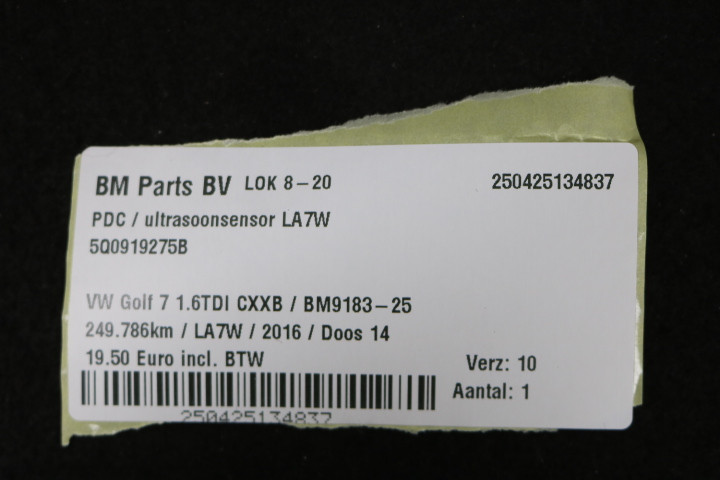 BM Parts BV LOK 8-20 250425134837
PDC / ultrasoonsensor LA7W
5Q0919275B
VW Golf 7 1.6TDI CXXB / BM9183-25
249.786km / LA7W / 2016 / Doos 14
19.50 Euro incl. BTW Verz: 10
Aantal: 1
250425134837